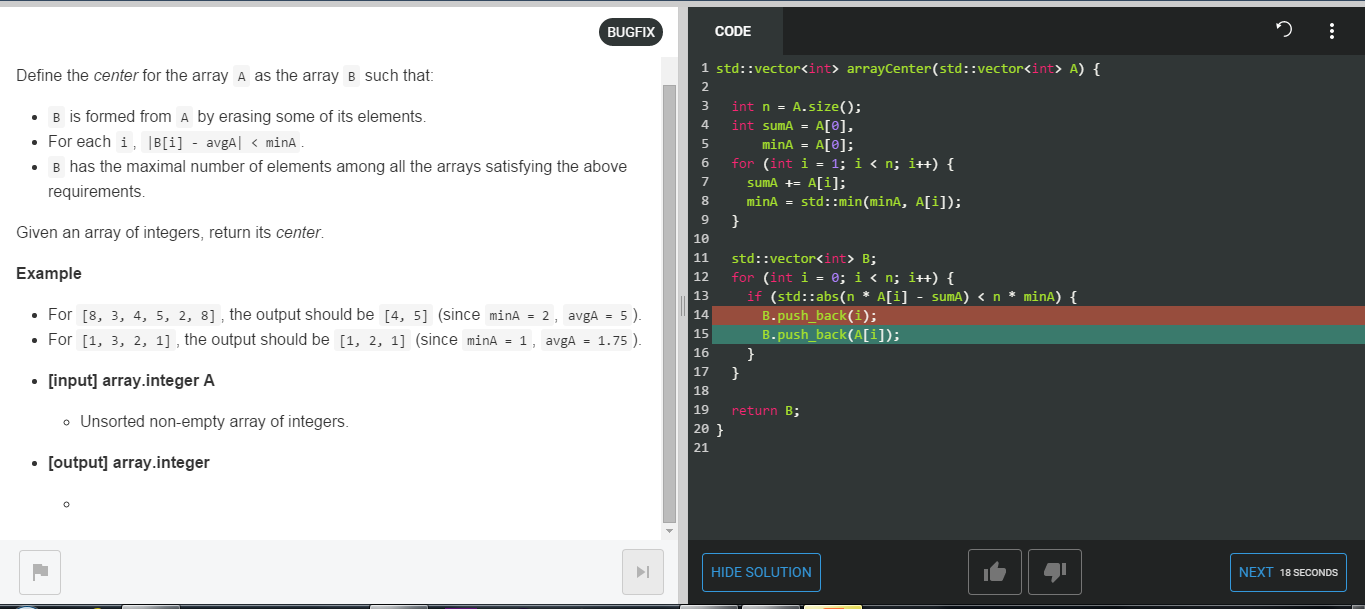 BUGFIX
Define the center for the array A as the array B such that:
B is formed from A by erasing some of its elements.
For each i, |B[i] - avgA| < minA.
B has the maximal number of elements among all the arrays satisfying the above
requirements.
Given an array of integers, return its center.
Example
For [8, 3, 4, 5, 2, 8], the output should be [4, 5] (since minA = 2, avgA = 5).
For [1, 3, 2, 1], the output should be [1, 2, 1] (since minA = 1, avgA = 1.75).
[input] array.integer A
Unsorted non-empty array of integers.
[output] array.integer
CODE
1 std::vector<int> arrayCenter(std::vector<int> A) {
2
3 int n = A.size();
4 int sumA = A[0],
5 minA = A[0];
6 for (int i = 1; i < n; i++) {
7 sumA += A[i];
8 minA = std::min(minA, A[i]);
9 }
10
11 std::vector<int> B;
12 for (int i = 0; i < n; i++) {
13 if (std::abs(n * A[i] - sumA) < n * minA) {
14 B.push_back(i);
15 B.push_back(A[i]);
16 }
17 }
18
19 return B;
20 }
21
HIDE SOLUTION
NEXT 18 SECONDS